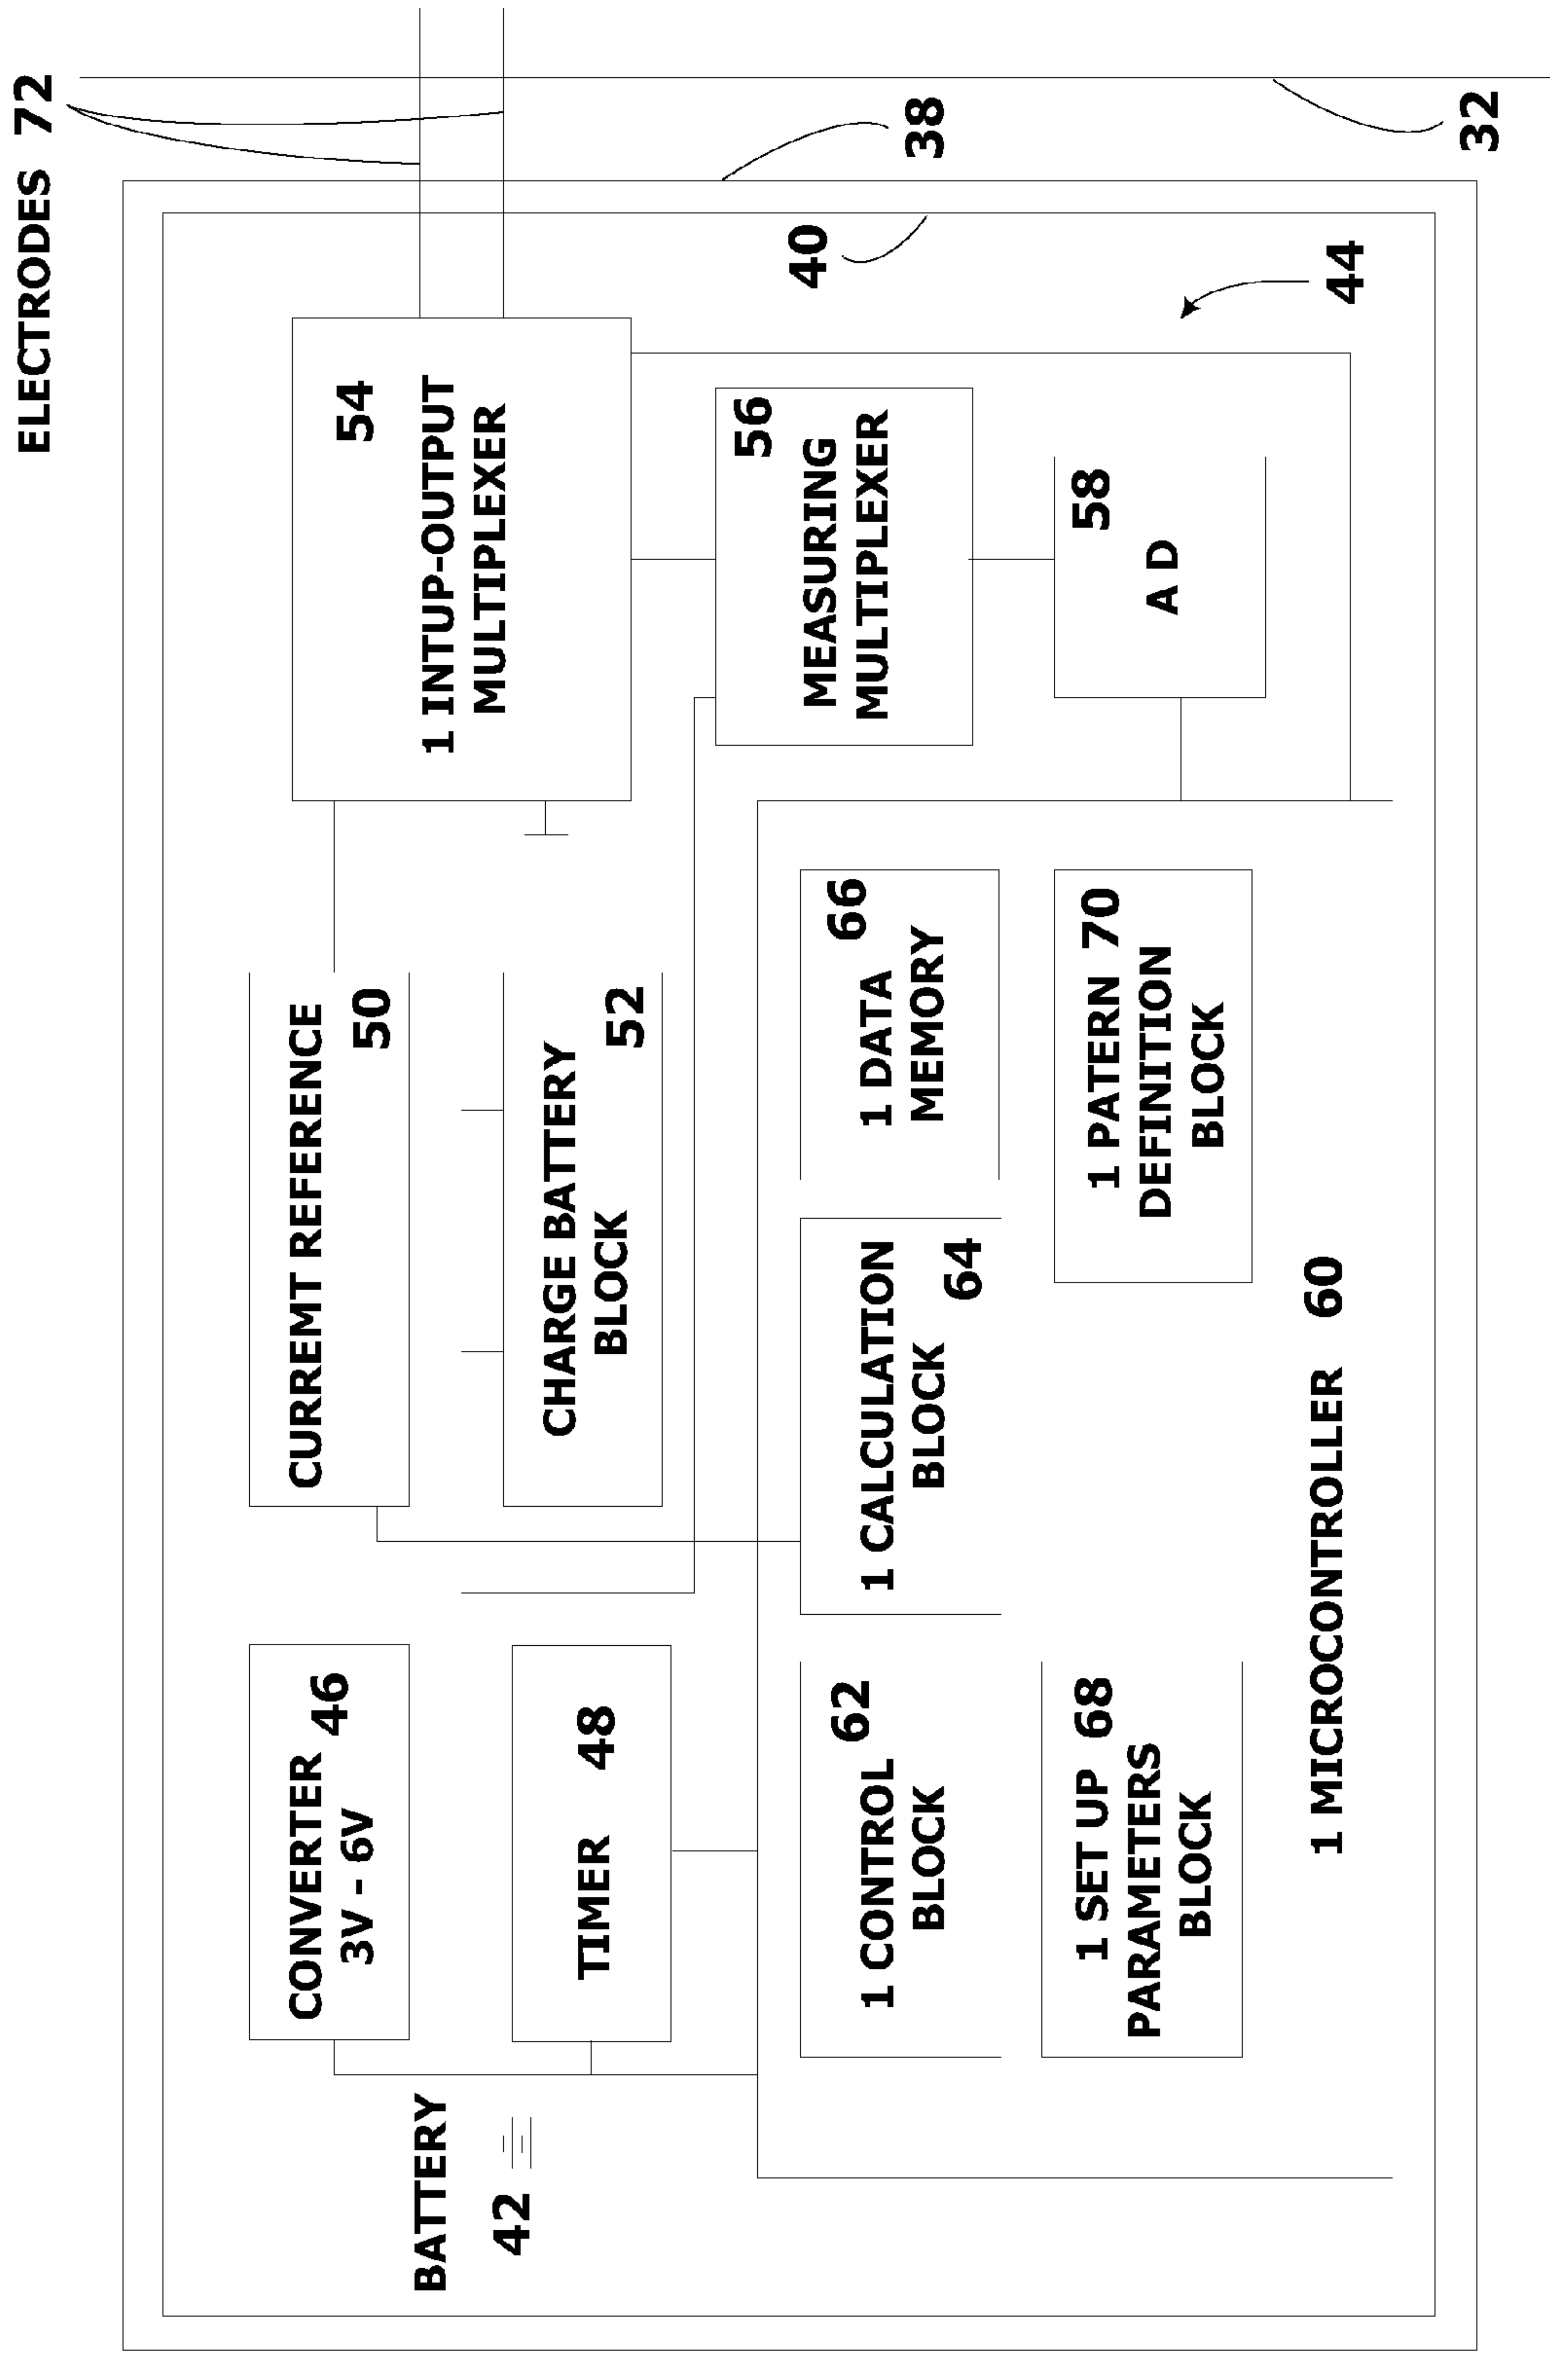 ELECTRODES 72
32
38
40
44
54
1 INTUP-OUTPUT
MULTIPLEXER
56
MEASURING
MULTIPLEXER
58
A D
CURREMT REFERENCE
50
CHARGE BATTERY
BLOCK
52
CONVERTER 46
3V - 6V
TIMER 48
BATTERY
42
66
1 DATA
MEMORY
1 PATERN 70
DEFINITION
BLOCK
1 CALCULATION
BLOCK
64
1 CONTROL 62
BLOCK
1 SET UP 68
PARAMETERS
BLOCK
1 MICROCONTROLLER 60